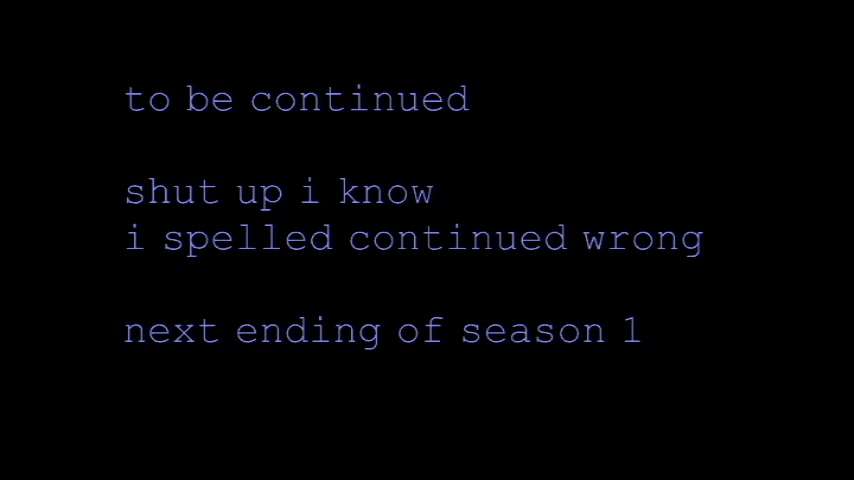 to be continued
shut up i know
i spelled continued wrong
next ending of season 1